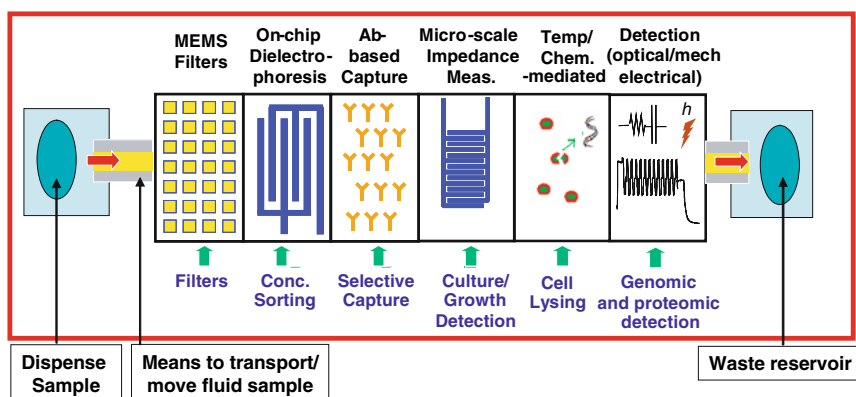 MEMS
Filters
On-chip
Dielectro-
phoresis
Ab-
based
Capture
Micro-scale
Impedance
Meas.
Temp/
Chem.
-mediated
Detection
(optical/mech
electrical)
h
Filters
Conc.
Sorting
Selective
Capture
Culture/
Growth
Detection
Cell
Lysing
Genomic
and proteomic
detection
Dispense
Sample
Means to transport/
move fluid sample
Waste reservoir